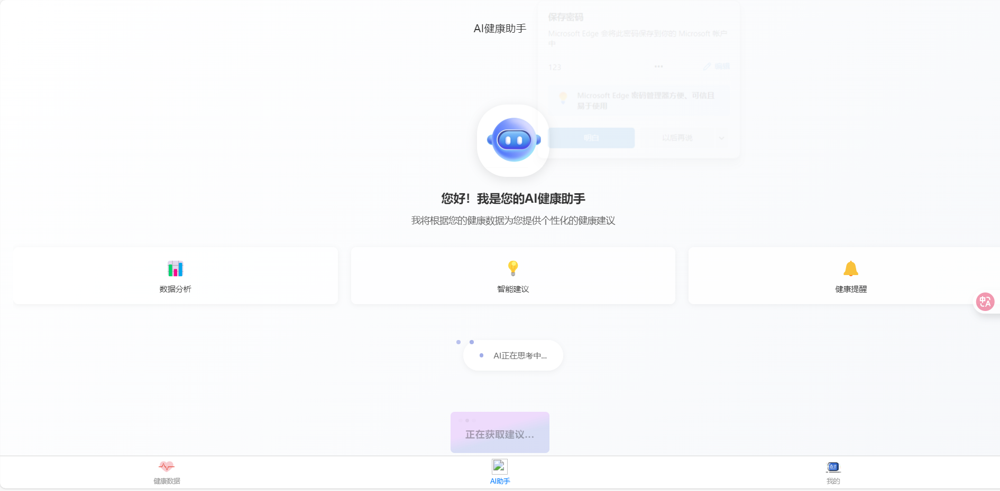 AI健康助手
保存密码
Microsoft Edge 会将此密码保存到你的 Microsoft 帐户
中
123
编辑
Microsoft Edge 密码管理器方便、可信且
易于使用
明白
以后再说
您好！我是您的AI健康助手
我将根据您的健康数据为您提供个性化的健康建议
数据分析
智能建议
健康提醒
中A
AI正在思考中...
正在获取建议...
健康数据
AI助手
我的